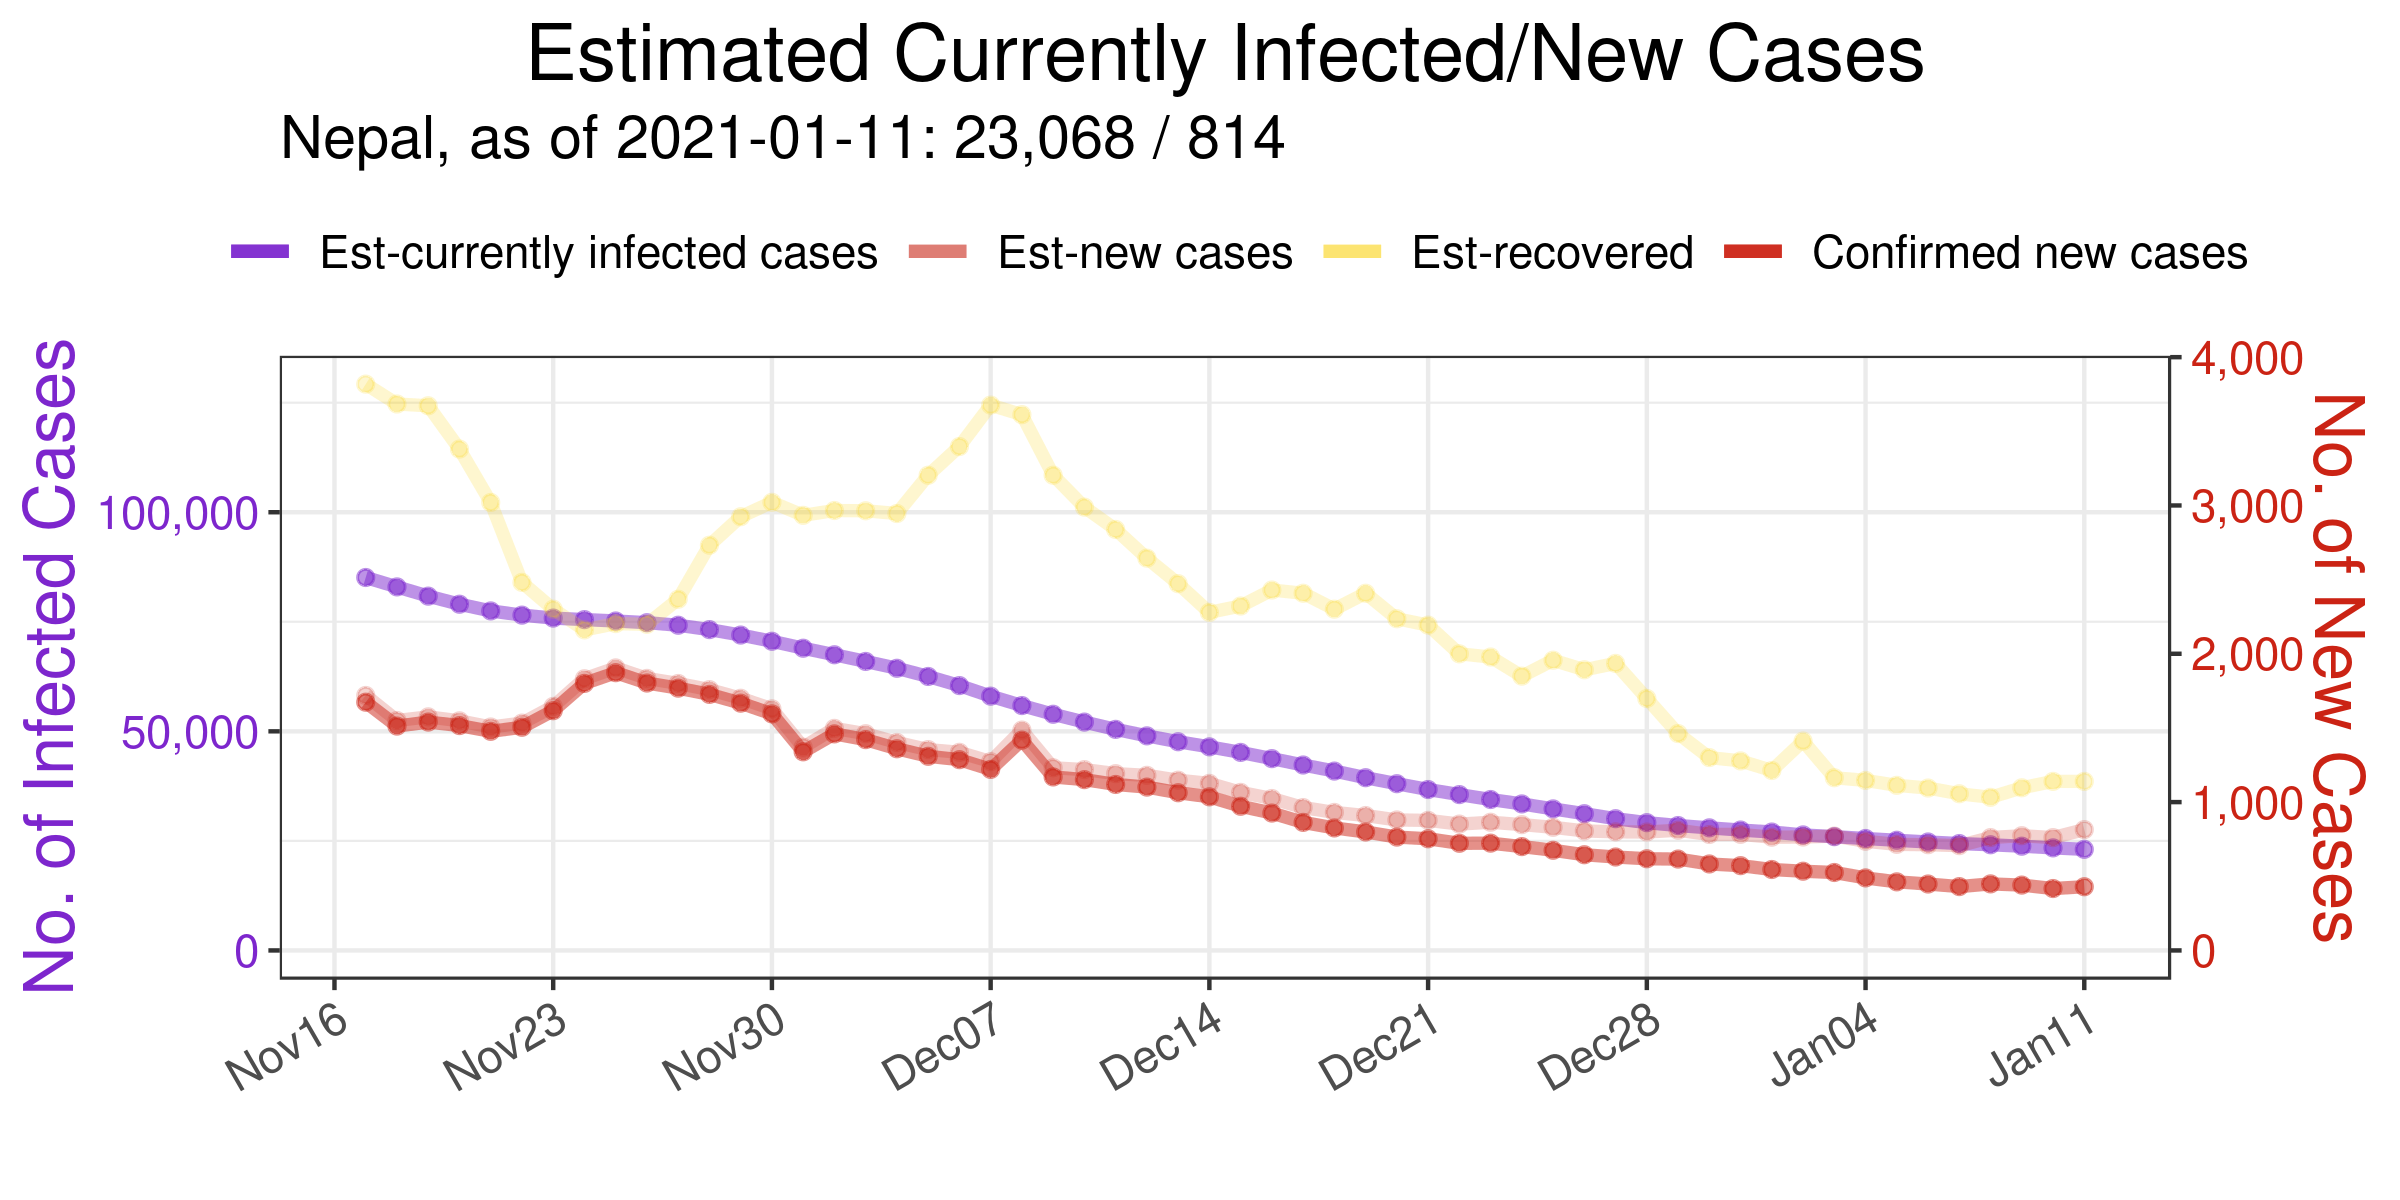 Estimated Currently Infected/New Cases
Nepal, as of 2021-01-11: 23,068 / 814
Est-currently infected cases Est-new cases Est-recovered Confirmed new cases
No. of Infected Cases
100,000
50,000
0
4,000
3,000
2,000
1,000
0
No. of New Cases
Nov16 Nov23 Nov30 Dec07 Dec14 Dec21 Dec28 Jan04 Jan11